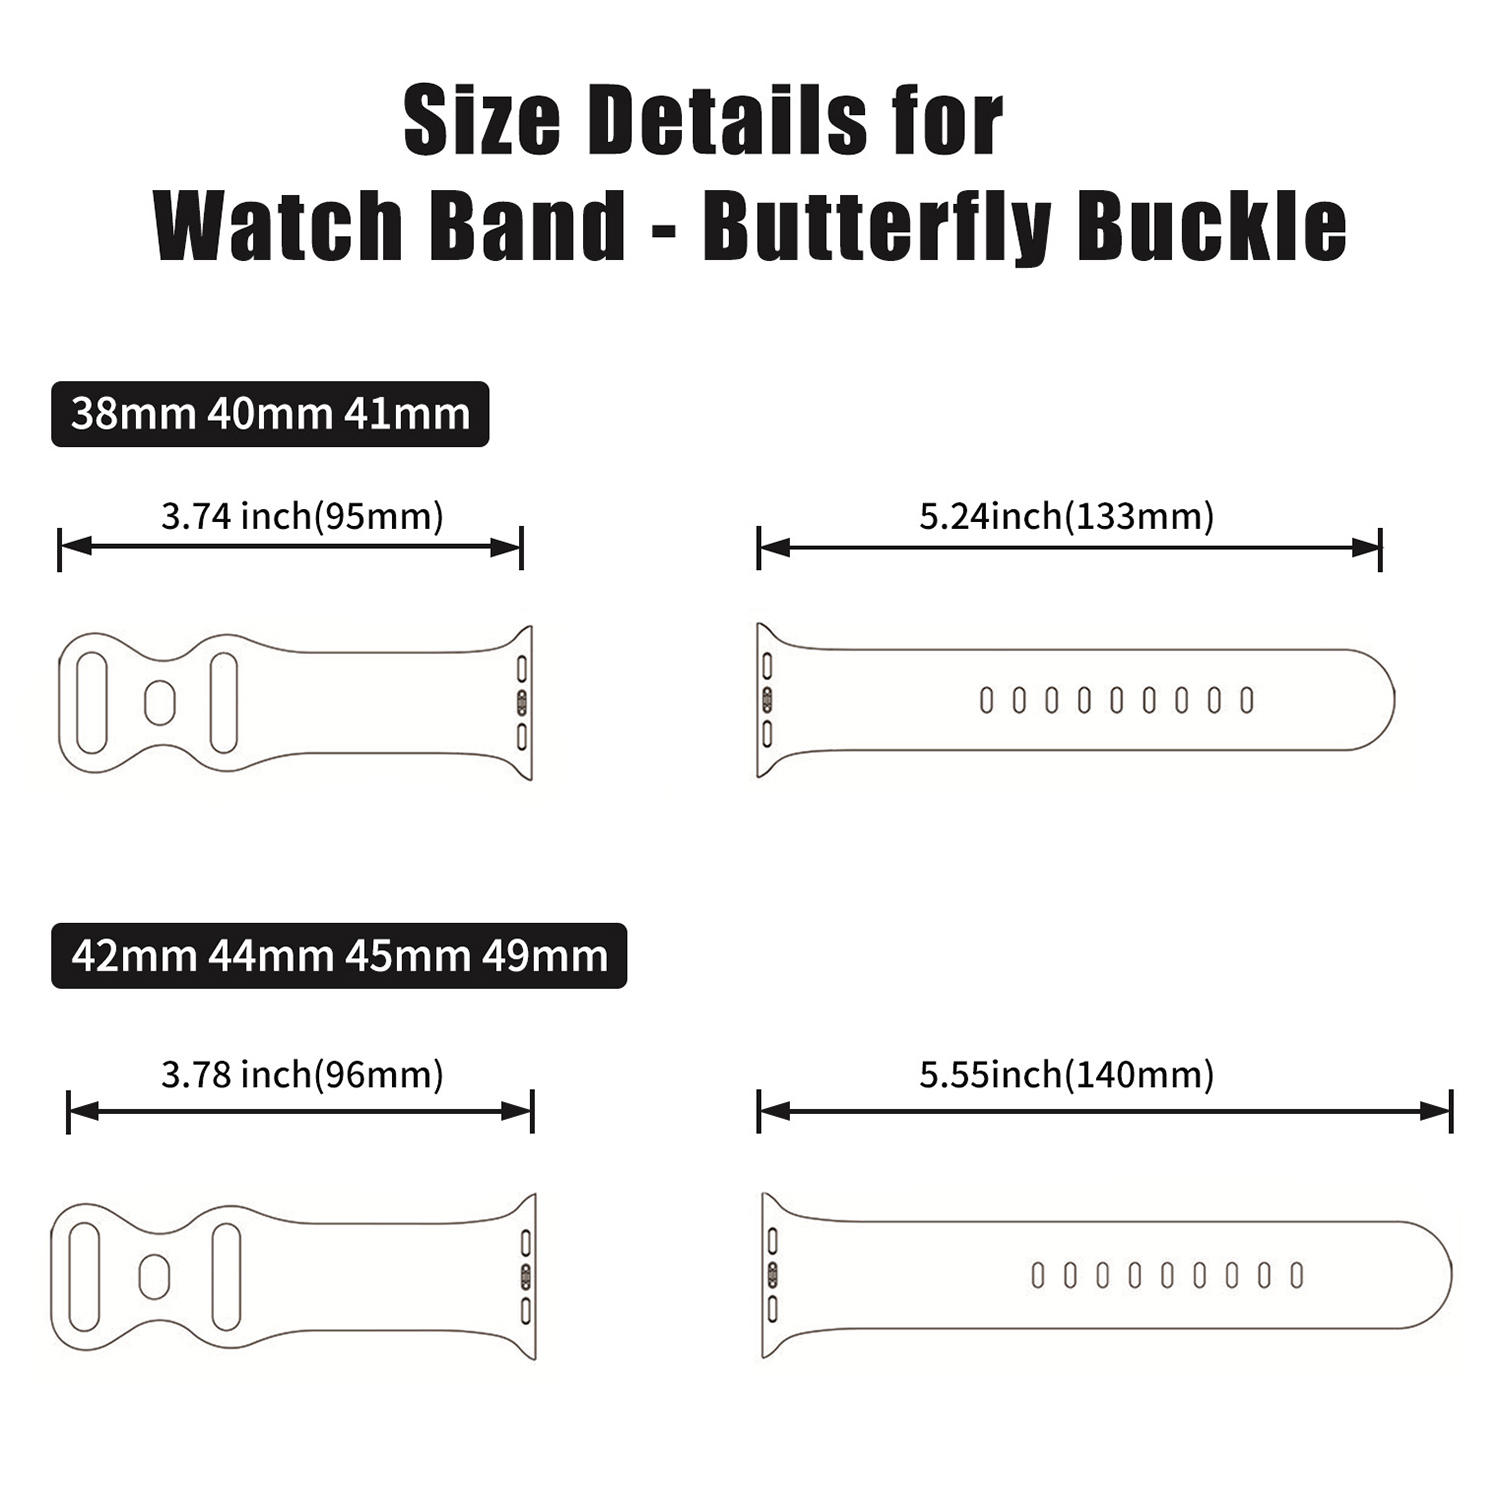 Size Details for
Watch Band - Butterfly Buckle
38mm 40mm 41mm
3.74 inch(95mm)
5.24inch(133mm)
42mm 44mm 45mm 49mm
3.78 inch(96mm)
5.55inch(140mm)